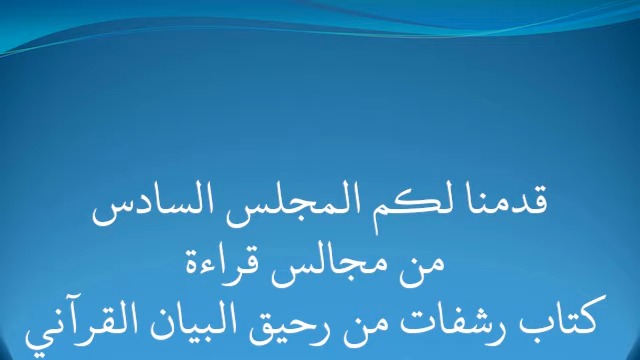 قدمنا لكم المجلس السادس
من مجالس قراءة
كتاب رشفات من رحيق البيان القرآني